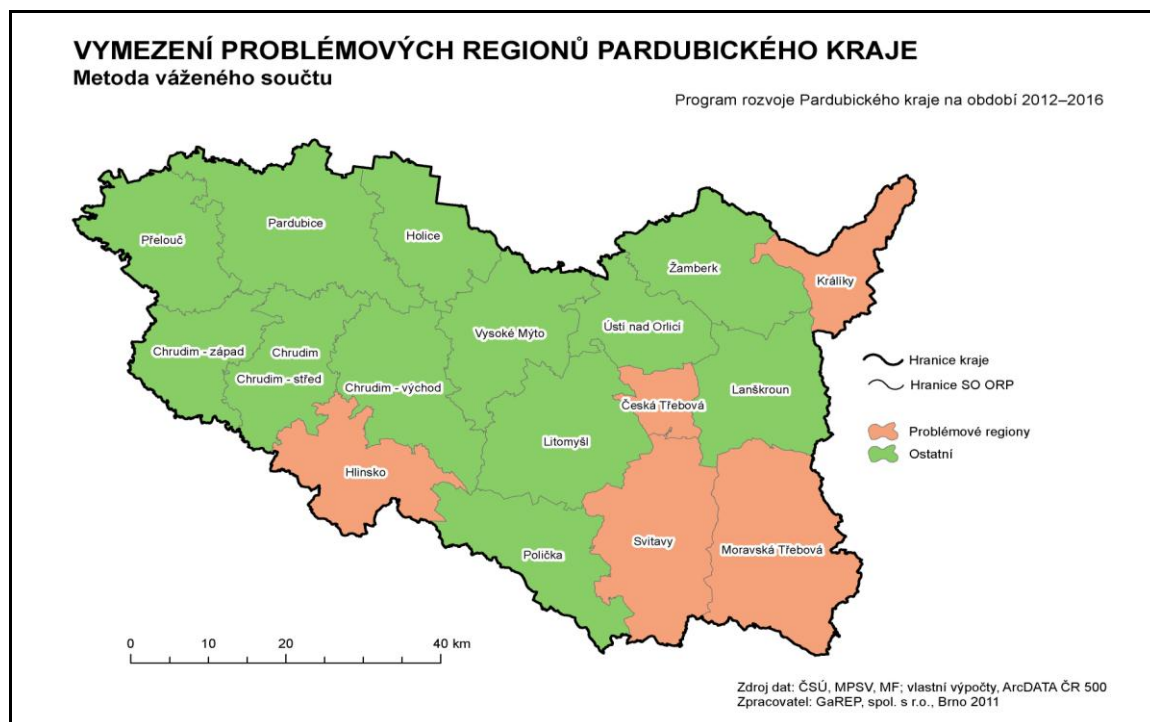 VYMEZENÍ PROBLÉMOVÝCH REGIONŮ PARDUBICKÉHO KRAJE
Metoda váženého součtu
Program rozvoje Pardubického kraje na období 2012–2016
Přelouč
Pardubice
Holice
Žamberk
Králíky
Chrudim - západ
Chrudim
Chrudim - střed
Chrudim - východ
Vysoké Mýto
Ústí nad Orlicí
Lanškroun
Česká Třebová
Litomyšl
Hlinsko
Polička
Svitavy
Moravská Třebová
Hranice kraje
Hranice SO ORP
Problémové regiony
Ostatní
0 10 20 40 km
Zdroj dat: ČSÚ, MPSV, MF; vlastní výpočty, ArcDATA ČR 500
Zpracovatel: GaREP, spol. s r.o., Brno 2011